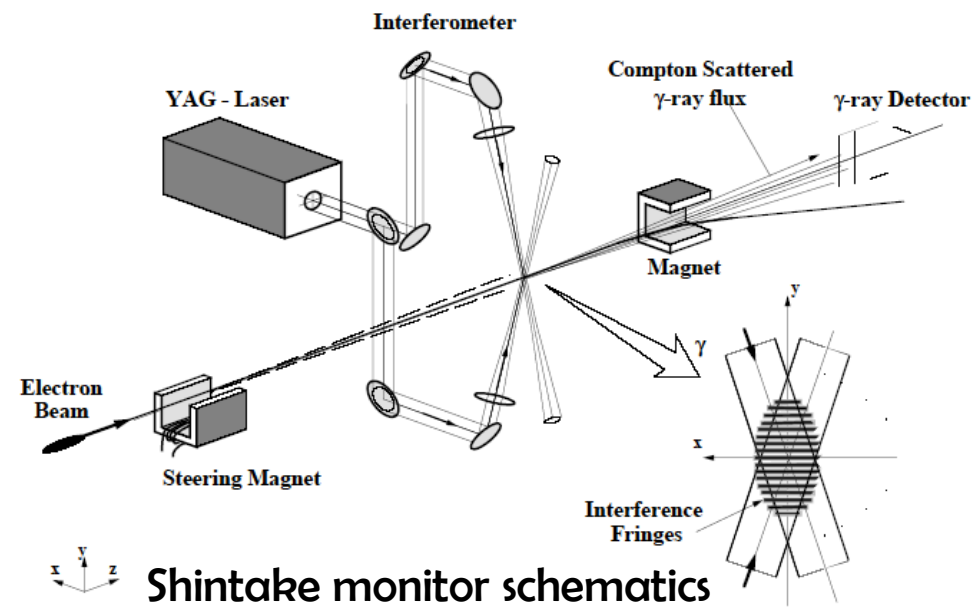 Interferometer
YAG - Laser
Compton Scattered
γ-ray flux
γ-ray Detector
Magnet
y
γ
Electron
Beam
Steering Magnet
x
Interference
Fringes
y
x
z
Shintake monitor schematics